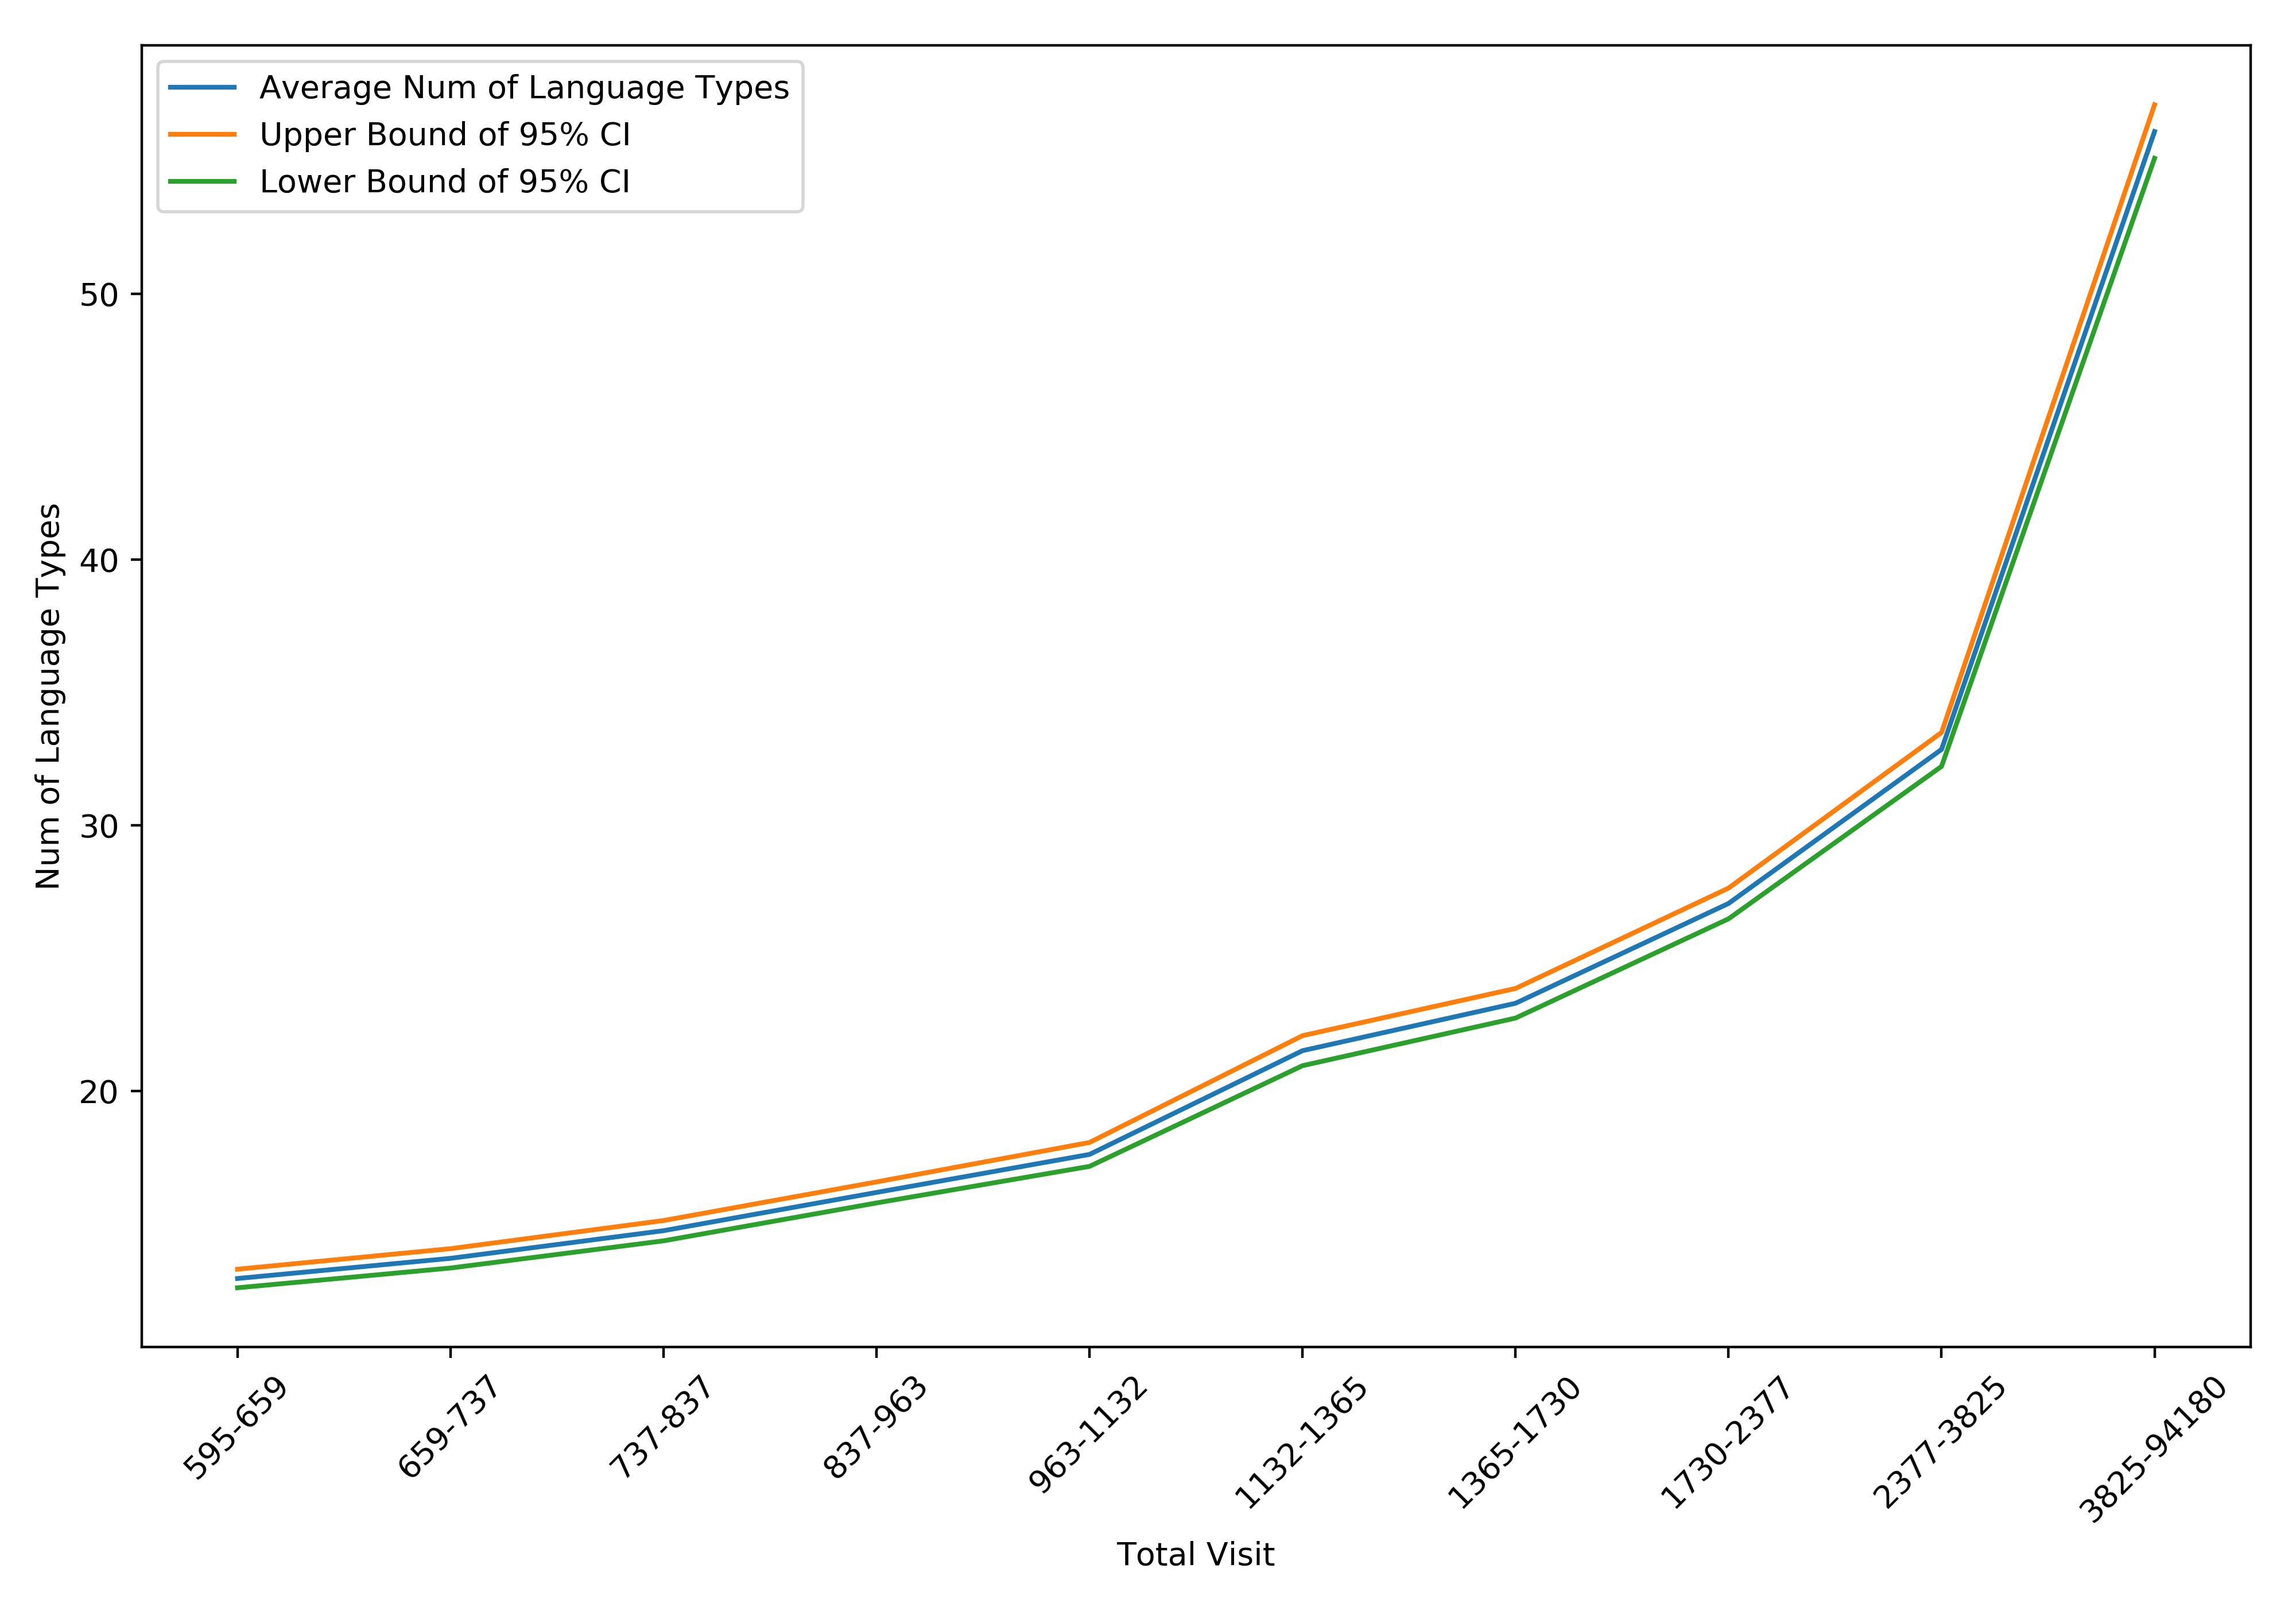 Average Num of Language Types
Upper Bound of 95% CI
Lower Bound of 95% CI
Num of Language Types
50
40
30
20
595-659
659-737
737-837
837-963
963-1132
1132-1365
1365-1730
1730-2377
2377-3825
3825-94180
Total Visit